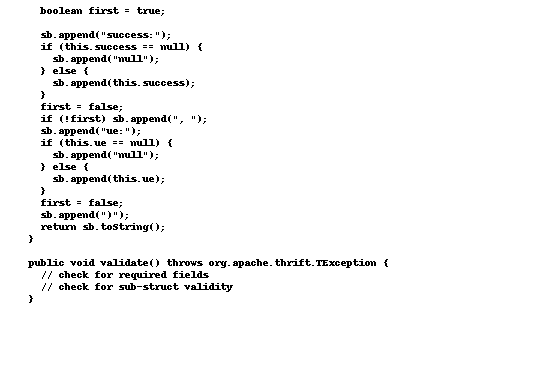 boolean first = true;

sb.append("success:");
if (this.success == null) {
sb.append("null");
} else {
sb.append(this.success);
}
first = false;
if (!first) sb.append(", ");
sb.append("ue:");
if (this.ue == null) {
sb.append("null");
} else {
sb.append(this.ue);
}
first = false;
sb.append(")");
return sb.toString();
}

public void validate() throws org.apache.thrift.TException {
// check for required fields
// check for sub-struct validity
}